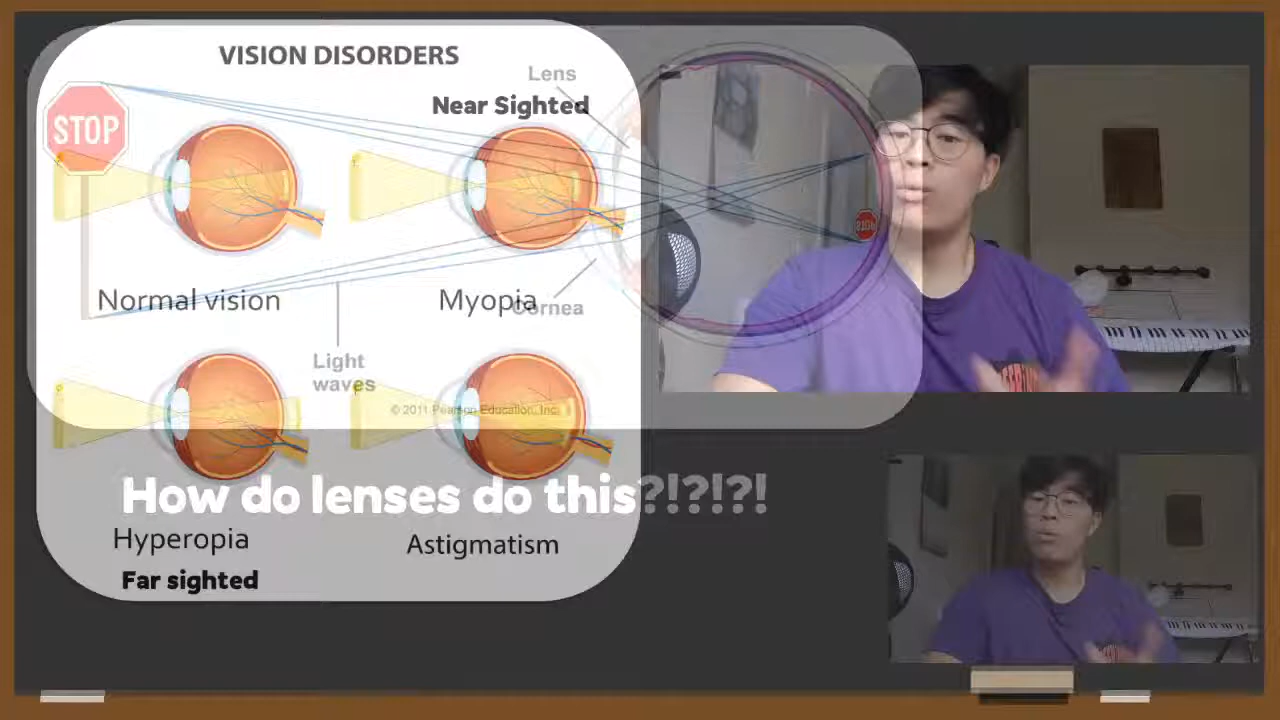 VISION DISORDERS
Lens
Near Sighted
STOP
Normal vision
Myopia
Cornea
Light
waves
© 2011 Pearson Education, Inc.
How do lenses do this?!?!?!
Hyperopia
Astigmatism
Far sighted